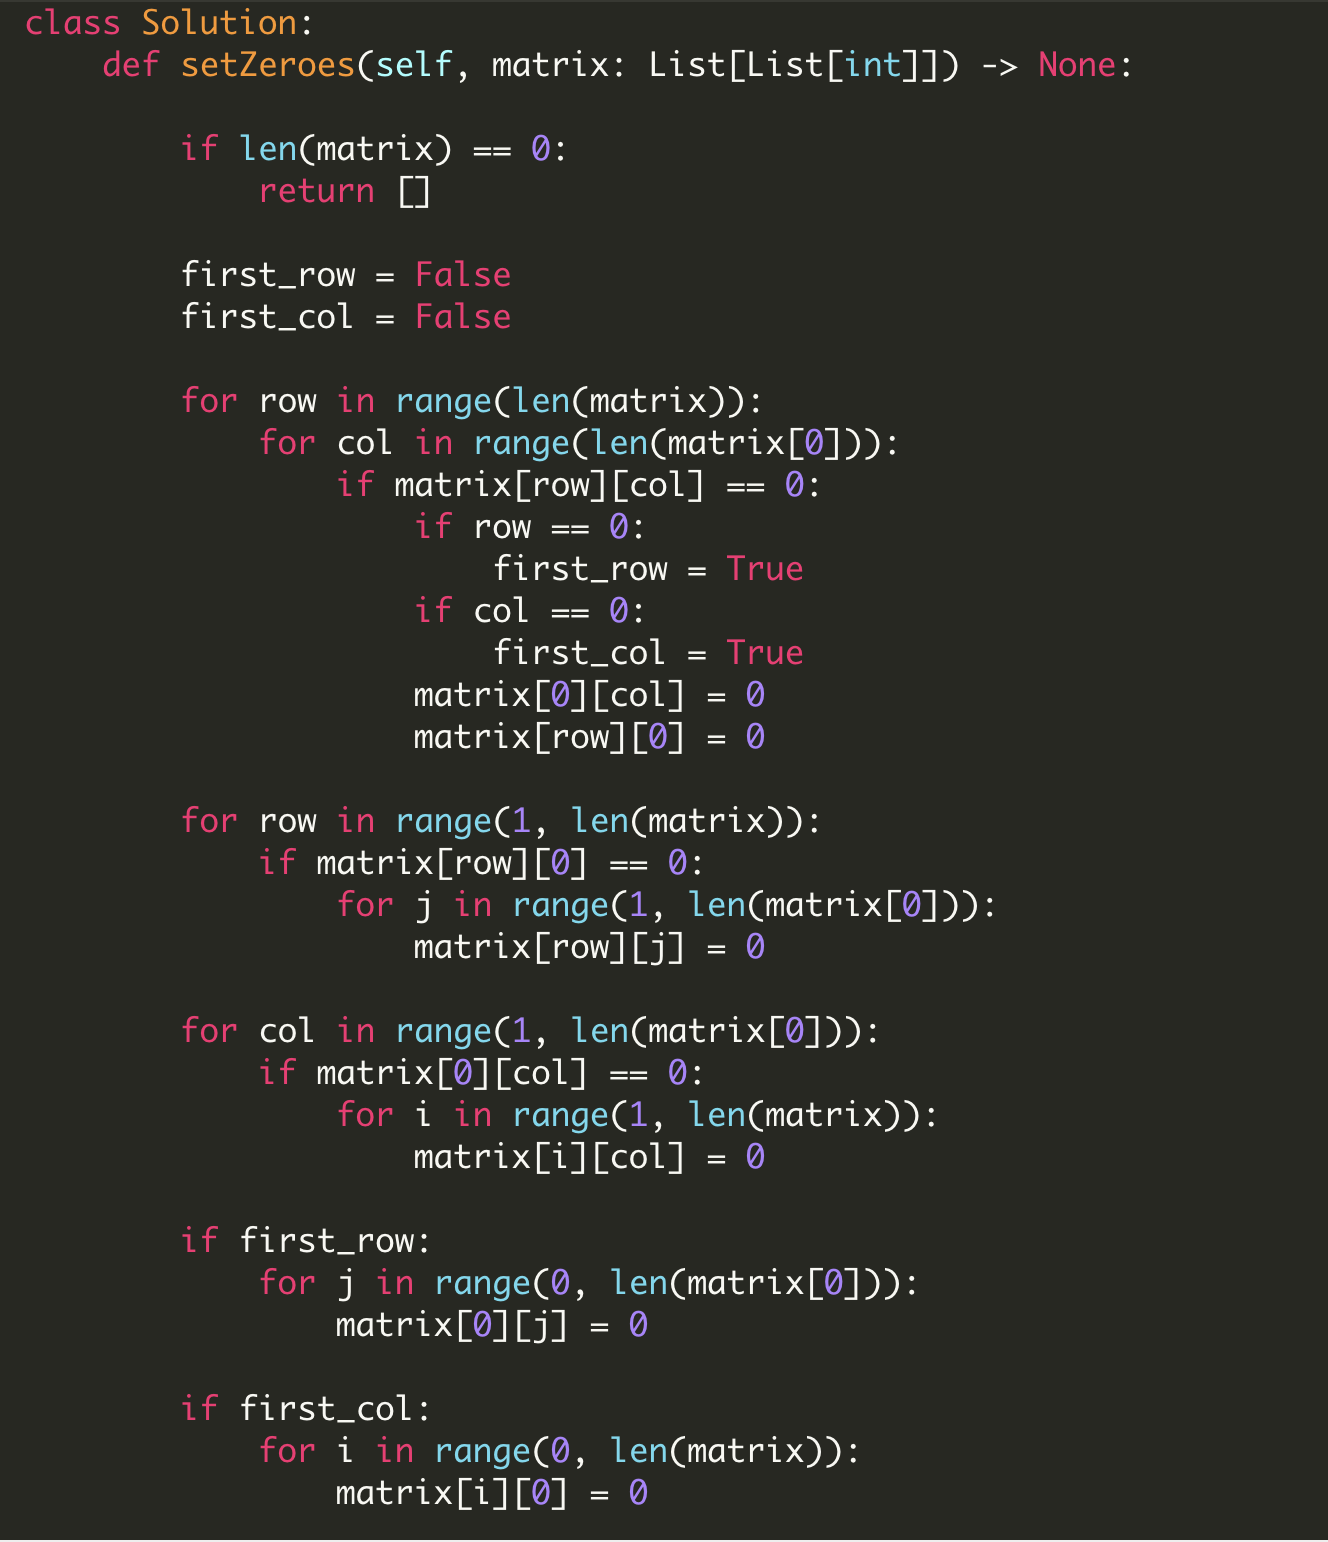 class Solution:
    def setZeroes(self, matrix: List[List[int]]) -> None:

        if len(matrix) == 0:
            return []

        first_row = False
        first_col = False

        for row in range(len(matrix)):
            for col in range(len(matrix[0])):
                if matrix[row][col] == 0:
                    if row == 0:
                        first_row = True
                    if col == 0:
                        first_col = True
                    matrix[0][col] = 0
                    matrix[row][0] = 0

        for row in range(1, len(matrix)):
            if matrix[row][0] == 0:
                for j in range(1, len(matrix[0])):
                    matrix[row][j] = 0

        for col in range(1, len(matrix[0])):
            if matrix[0][col] == 0:
                for i in range(1, len(matrix)):
                    matrix[i][col] = 0

        if first_row:
            for j in range(0, len(matrix[0])):
                matrix[0][j] = 0

        if first_col:
            for i in range(0, len(matrix)):
                matrix[i][0] = 0